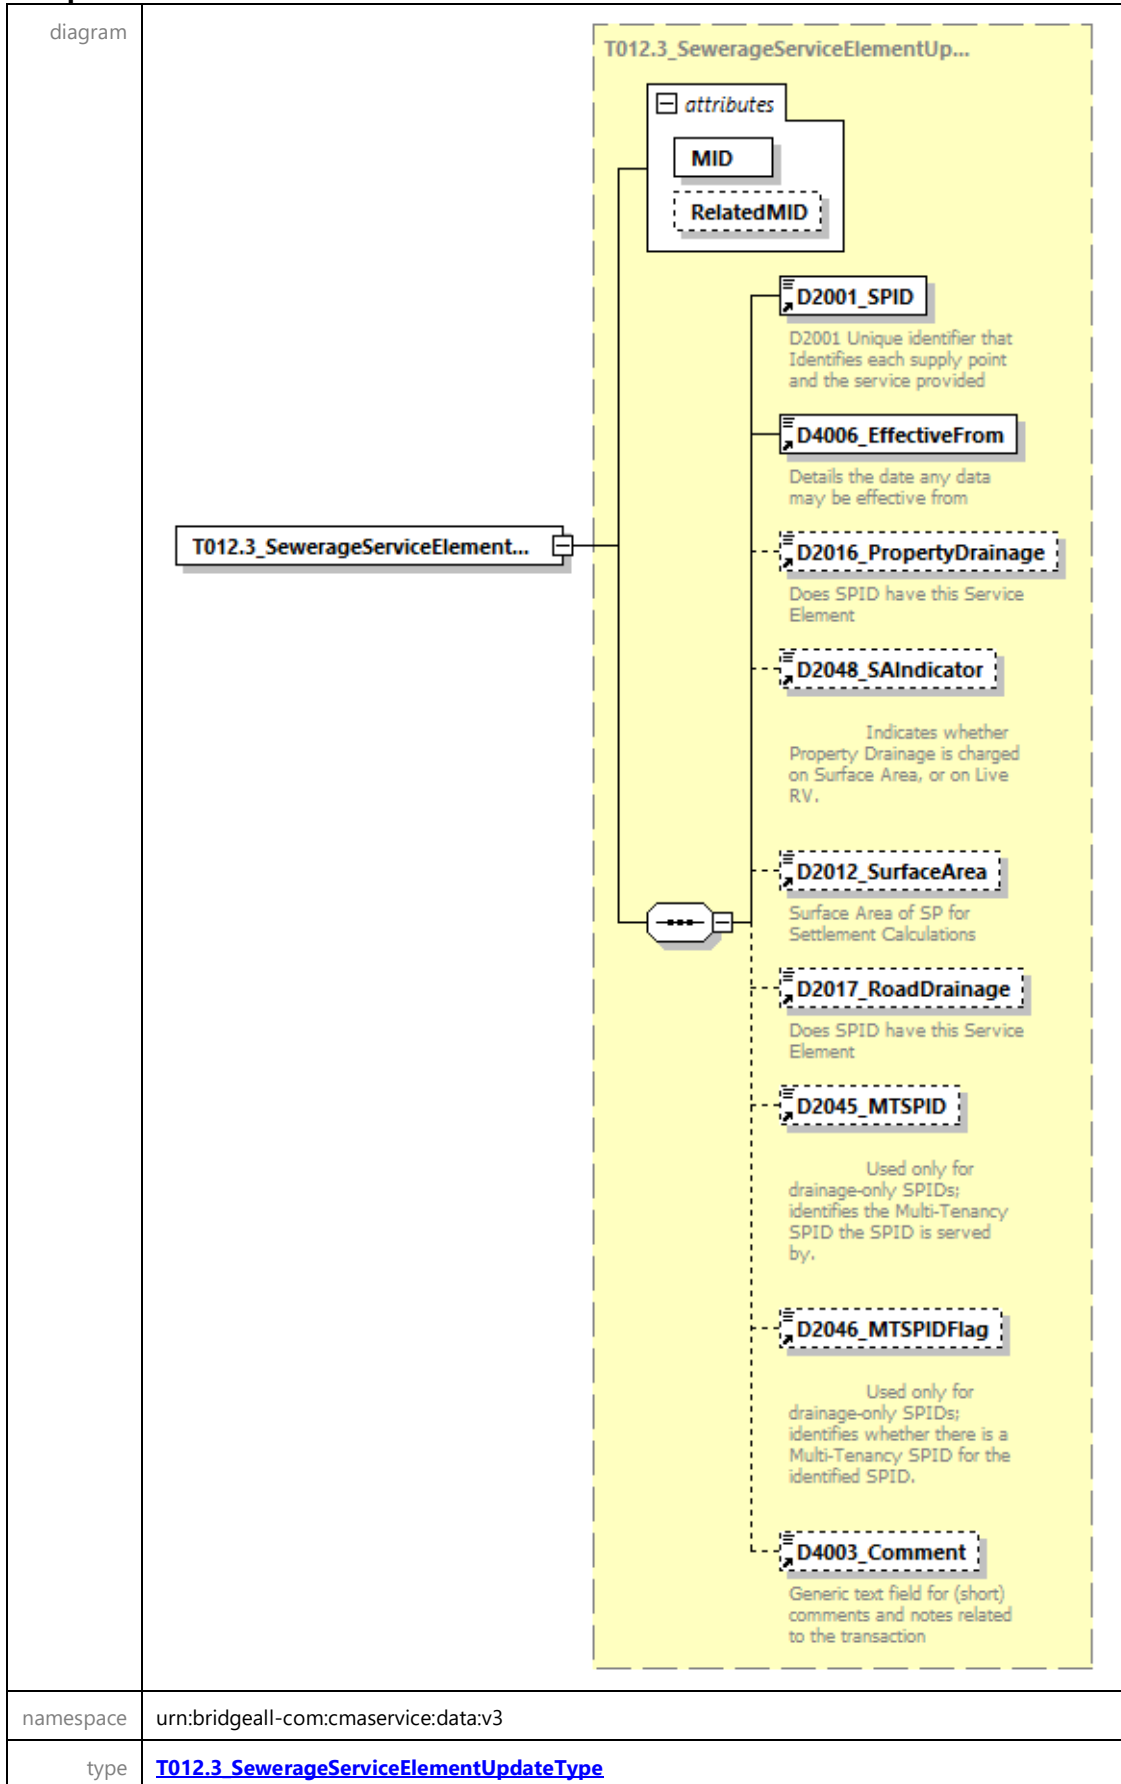 diagram
T012.3_SewerageServiceElementUp...
attributes
MID
RelatedMID
D2001_SPID
D2001 Unique identifier that
Identifies each supply point
and the service provided
D4006_EffectiveFrom
Details the date any data
may be effective from
T012.3_SewerageServiceElement...
D2016_PropertyDrainage
Does SPID have this Service
Element
D2048_SAIndicator
Indicates whether
Property Drainage is charged
on Surface Area, or on Live
RV.
D2012_SurfaceArea
Surface Area of SP for
Settlement Calculations
D2017_RoadDrainage
Does SPID have this Service
Element
D2045_MTSPID
Used only for
drainage-only SPIDs;
identifies the Multi-Tenancy
SPID the SPID is served
by.
D2046_MTSPIDFlag
Used only for
drainage-only SPIDs;
identifies whether there is a
Multi-Tenancy SPID for the
identified SPID.
D4003_Comment
Generic text field for (short)
comments and notes related
to the transaction
namespace urn:bridgeall-com:cmaservice:data:v3
type T012.3_SewerageServiceElementUpdateType